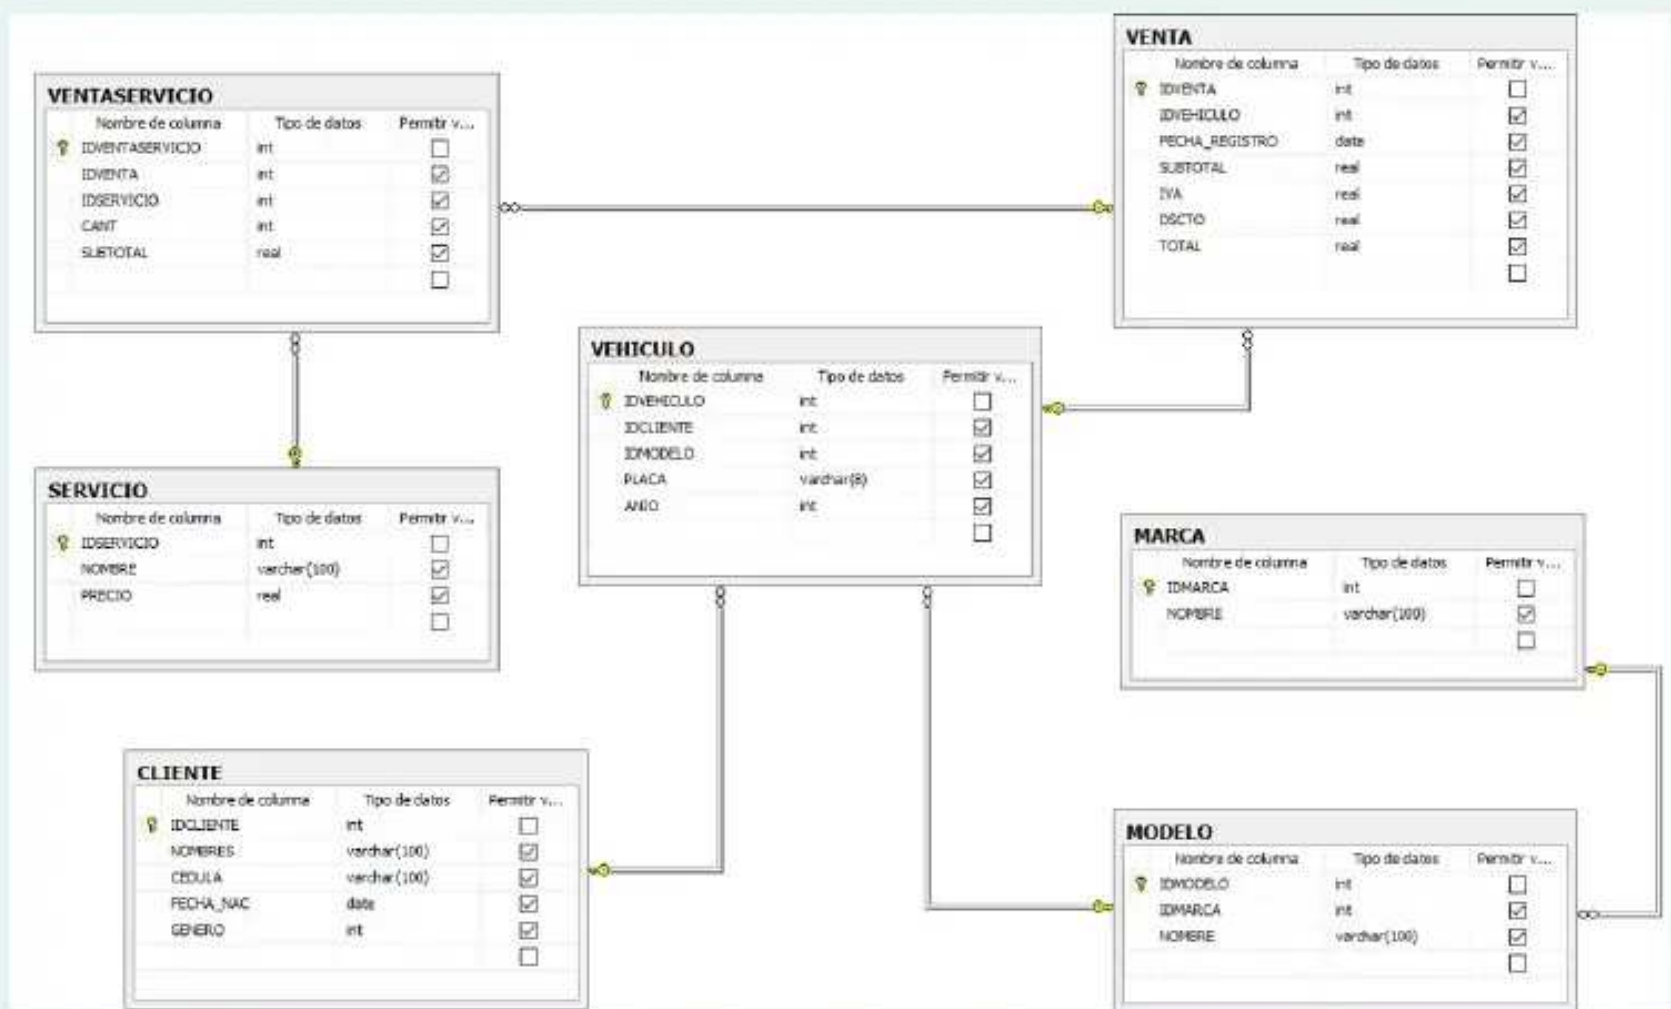 VENTASERVICIO
Nombre de columna Tipo de datos Permitir v...
IDVENTASERVICIO int
IDVENTA int
IDSERVICIO int
CANT int
SUBTOTAL real
VENTA
Nombre de columna Tipo de datos Permitir v...
IDVENTA int
IDVEHICULO int
FECHA_REGISTRO date
SUBTOTAL real
IVA real
DSCTO real
TOTAL real
VEHICULO
Nombre de columna Tipo de datos Permitir v...
IDVEHICULO int
IDCLIENTE int
IDMODELO int
PLACA varchar(8)
ANIO int
SERVICIO
Nombre de columna Tipo de datos Permitir v...
IDSERVICIO int
NOMBRE varchar(100)
PRECIO real
MARCA
Nombre de columna Tipo de datos Permitir v...
IDMARCA int
NOMBRE varchar(100)
CLIENTE
Nombre de columna Tipo de datos Permitir v...
IDCLIENTE int
NOMBRES varchar(100)
CEDULA varchar(100)
FECHA_NAC date
GENERO int
MODELO
Nombre de columna Tipo de datos Permitir v...
IDMODELO int
IDMARCA int
NOMBRE varchar(100)